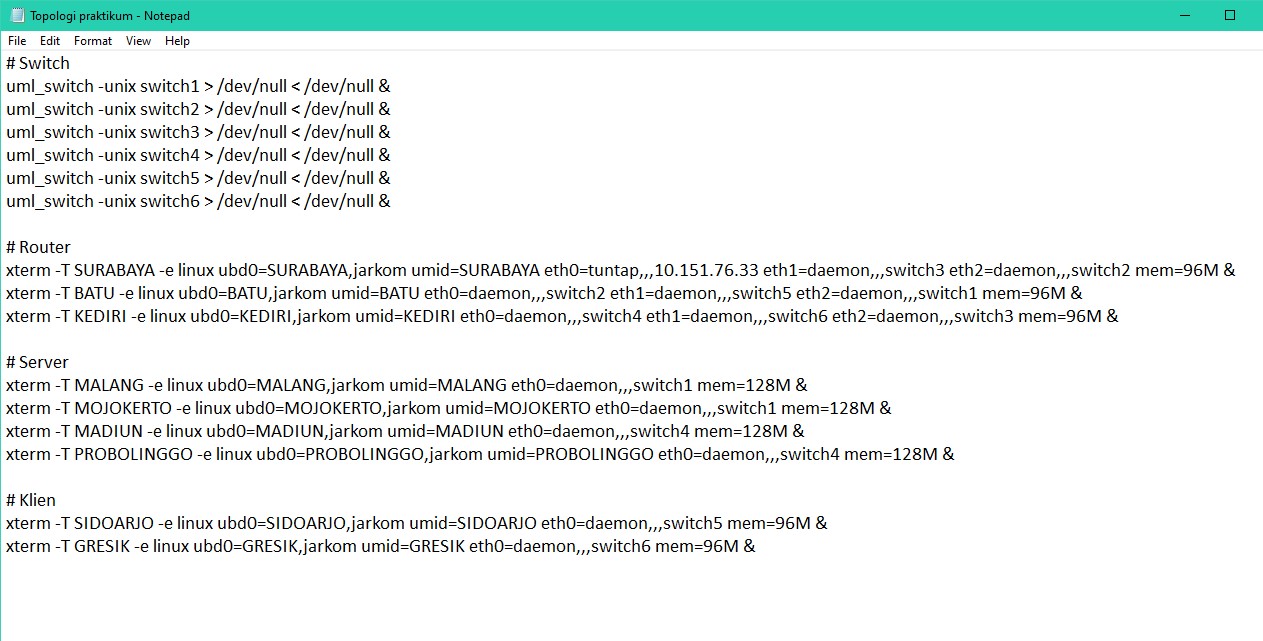 Topologi praktikum - Notepad
File Edit Format View Help
# Switch
uml_switch -unix switch1 > /dev/null < /dev/null &
uml_switch -unix switch2 > /dev/null < /dev/null &
uml_switch -unix switch3 > /dev/null < /dev/null &
uml_switch -unix switch4 > /dev/null < /dev/null &
uml_switch -unix switch5 > /dev/null < /dev/null &
uml_switch -unix switch6 > /dev/null < /dev/null &
# Router
xterm -T SURABAYA -e linux ubd0=SURABAYA,jarkom umid=SURABAYA eth0=tuntap,,,10.151.76.33 eth1=daemon,,,switch3 eth2=daemon,,,switch2 mem=96M &
xterm -T BATU -e linux ubd0=BATU,jarkom umid=BATU eth0=daemon,,,switch2 eth1=daemon,,,switch5 eth2=daemon,,,switch1 mem=96M &
xterm -T KEDIRI -e linux ubd0=KEDIRI,jarkom umid=KEDIRI eth0=daemon,,,switch4 eth1=daemon,,,switch6 eth2=daemon,,,switch3 mem=96M &
# Server
xterm -T MALANG -e linux ubd0=MALANG,jarkom umid=MALANG eth0=daemon,,,switch1 mem=128M &
xterm -T MOJOKERTO -e linux ubd0=MOJOKERTO,jarkom umid=MOJOKERTO eth0=daemon,,,switch1 mem=128M &
xterm -T MADIUN -e linux ubd0=MADIUN,jarkom umid=MADIUN eth0=daemon,,,switch4 mem=128M &
xterm -T PROBOLINGGO -e linux ubd0=PROBOLINGGO,jarkom umid=PROBOLINGGO eth0=daemon,,,switch4 mem=128M &
# Klien
xterm -T SIDOARJO -e linux ubd0=SIDOARJO,jarkom umid=SIDOARJO eth0=daemon,,,switch5 mem=96M &
xterm -T GRESIK -e linux ubd0=GRESIK,jarkom umid=GRESIK eth0=daemon,,,switch6 mem=96M &